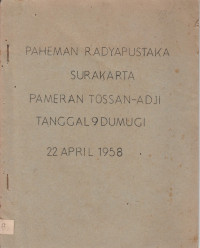 PAHEMAN RADYAPUSTAKA
SURAKARTA
PAMERAN TOSSAN-ADJI
TANGGAL 9 DUMUGI
22 APRIL 1958